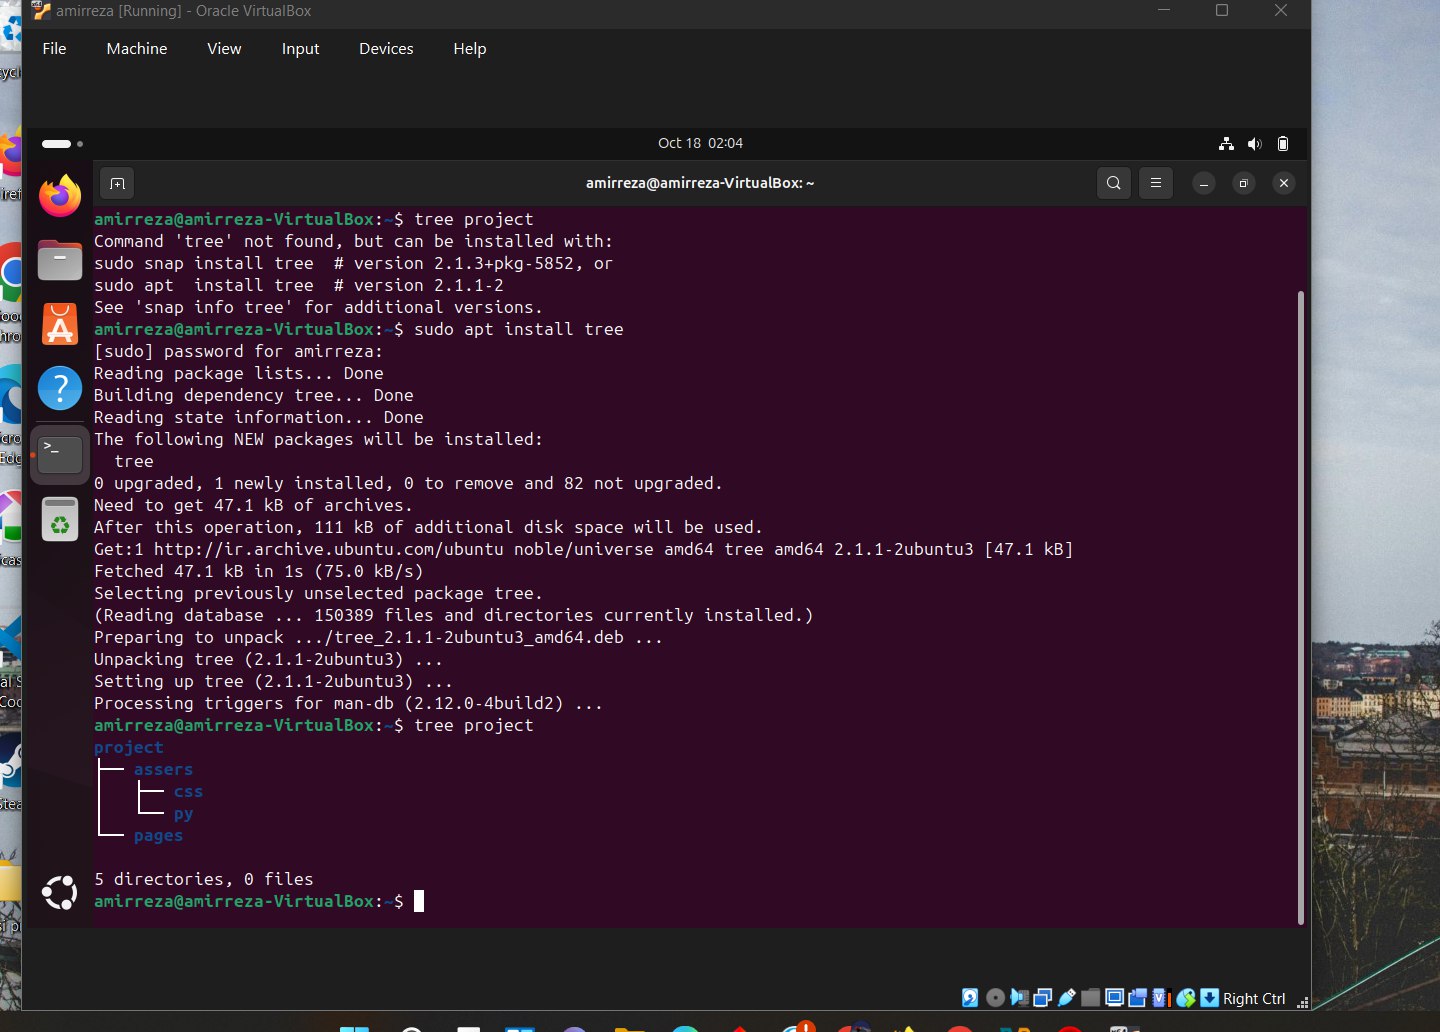 amirreza [Running] - Oracle VirtualBox
File Machine View Input Devices Help
Oct 18 02:04
amirreza@amirreza-VirtualBox: ~
amirreza@amirreza-VirtualBox:~$ tree project
Command 'tree' not found, but can be installed with:
sudo snap install tree  # version 2.1.3+pkg-5852, or
sudo apt  install tree  # version 2.1.1-2
See 'snap info tree' for additional versions.
amirreza@amirreza-VirtualBox:~$ sudo apt install tree
[sudo] password for amirreza:
Reading package lists... Done
Building dependency tree... Done
Reading state information... Done
The following NEW packages will be installed:
  tree
0 upgraded, 1 newly installed, 0 to remove and 82 not upgraded.
Need to get 47.1 kB of archives.
After this operation, 111 kB of additional disk space will be used.
Get:1 http://ir.archive.ubuntu.com/ubuntu noble/universe amd64 tree amd64 2.1.1-2ubuntu3 [47.1 kB]
Fetched 47.1 kB in 1s (75.0 kB/s)
Selecting previously unselected package tree.
(Reading database ... 150389 files and directories currently installed.)
Preparing to unpack .../tree_2.1.1-2ubuntu3_amd64.deb ...
Unpacking tree (2.1.1-2ubuntu3) ...
Setting up tree (2.1.1-2ubuntu3) ...
Processing triggers for man-db (2.12.0-4build2) ...
amirreza@amirreza-VirtualBox:~$ tree project
project
├── assers
│   ├── css
│   └── py
└── pages
5 directories, 0 files
amirreza@amirreza-VirtualBox:~$
Right Ctrl